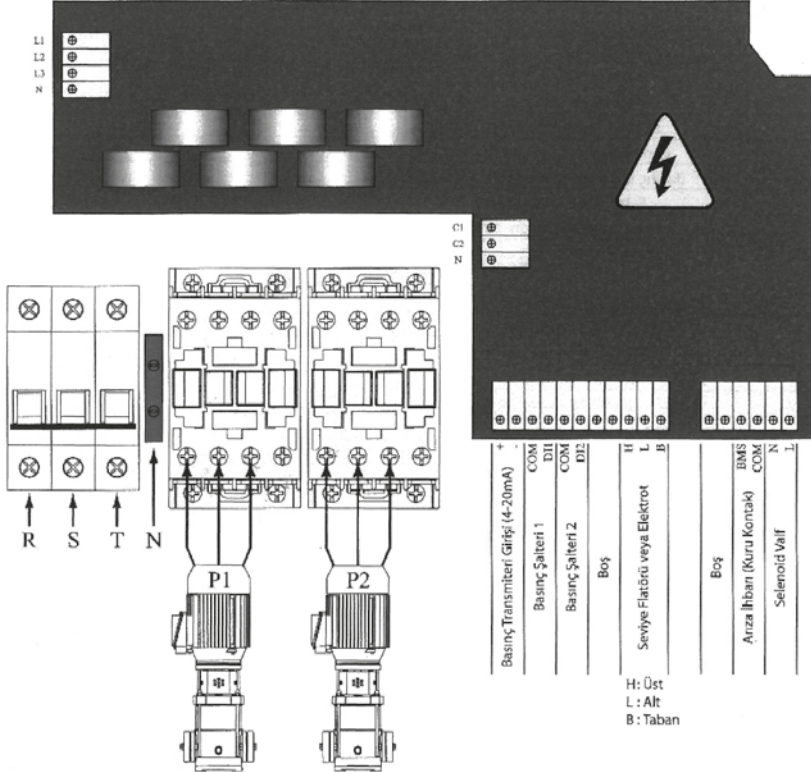 L1
L2
L3
N
C1
C2
N
R S T N
P1
P2
+
-
COM
DI1
COM
DI2
H
L
B
BMS
COM
N
L
Basınç Transmiteri Girişi (4-20mA)
Basınç Şalteri 1
Basınç Şalteri 2
Boş
Seviye Flatörü veya Elektrot
Boş
Arıza İhbarı (Kuru Kontak)
Selenoid Valf
H: Üst
L : Alt
B : Taban